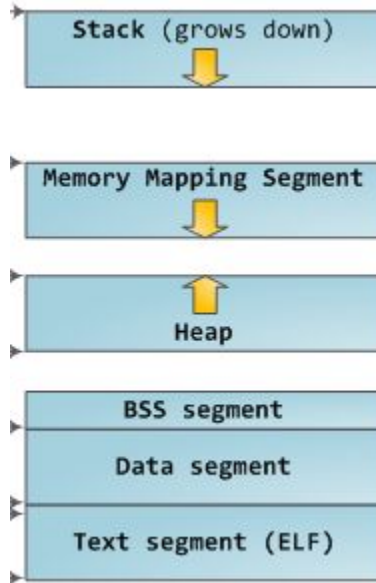 Stack (grows down)
Memory Mapping Segment
Heap
BSS segment
Data segment
Text segment (ELF)